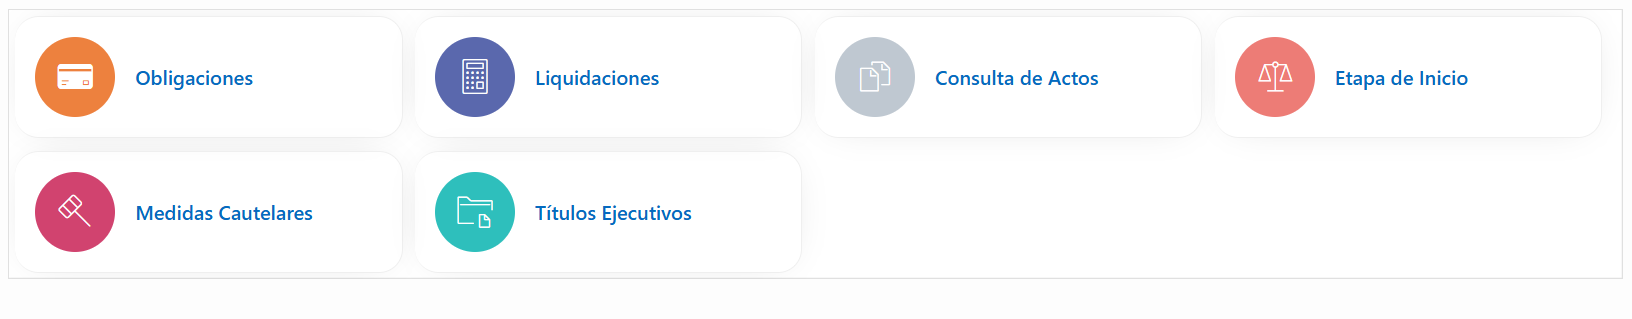 Obligaciones
Liquidaciones
Consulta de Actos
Etapa de Inicio
Medidas Cautelares
Títulos Ejecutivos